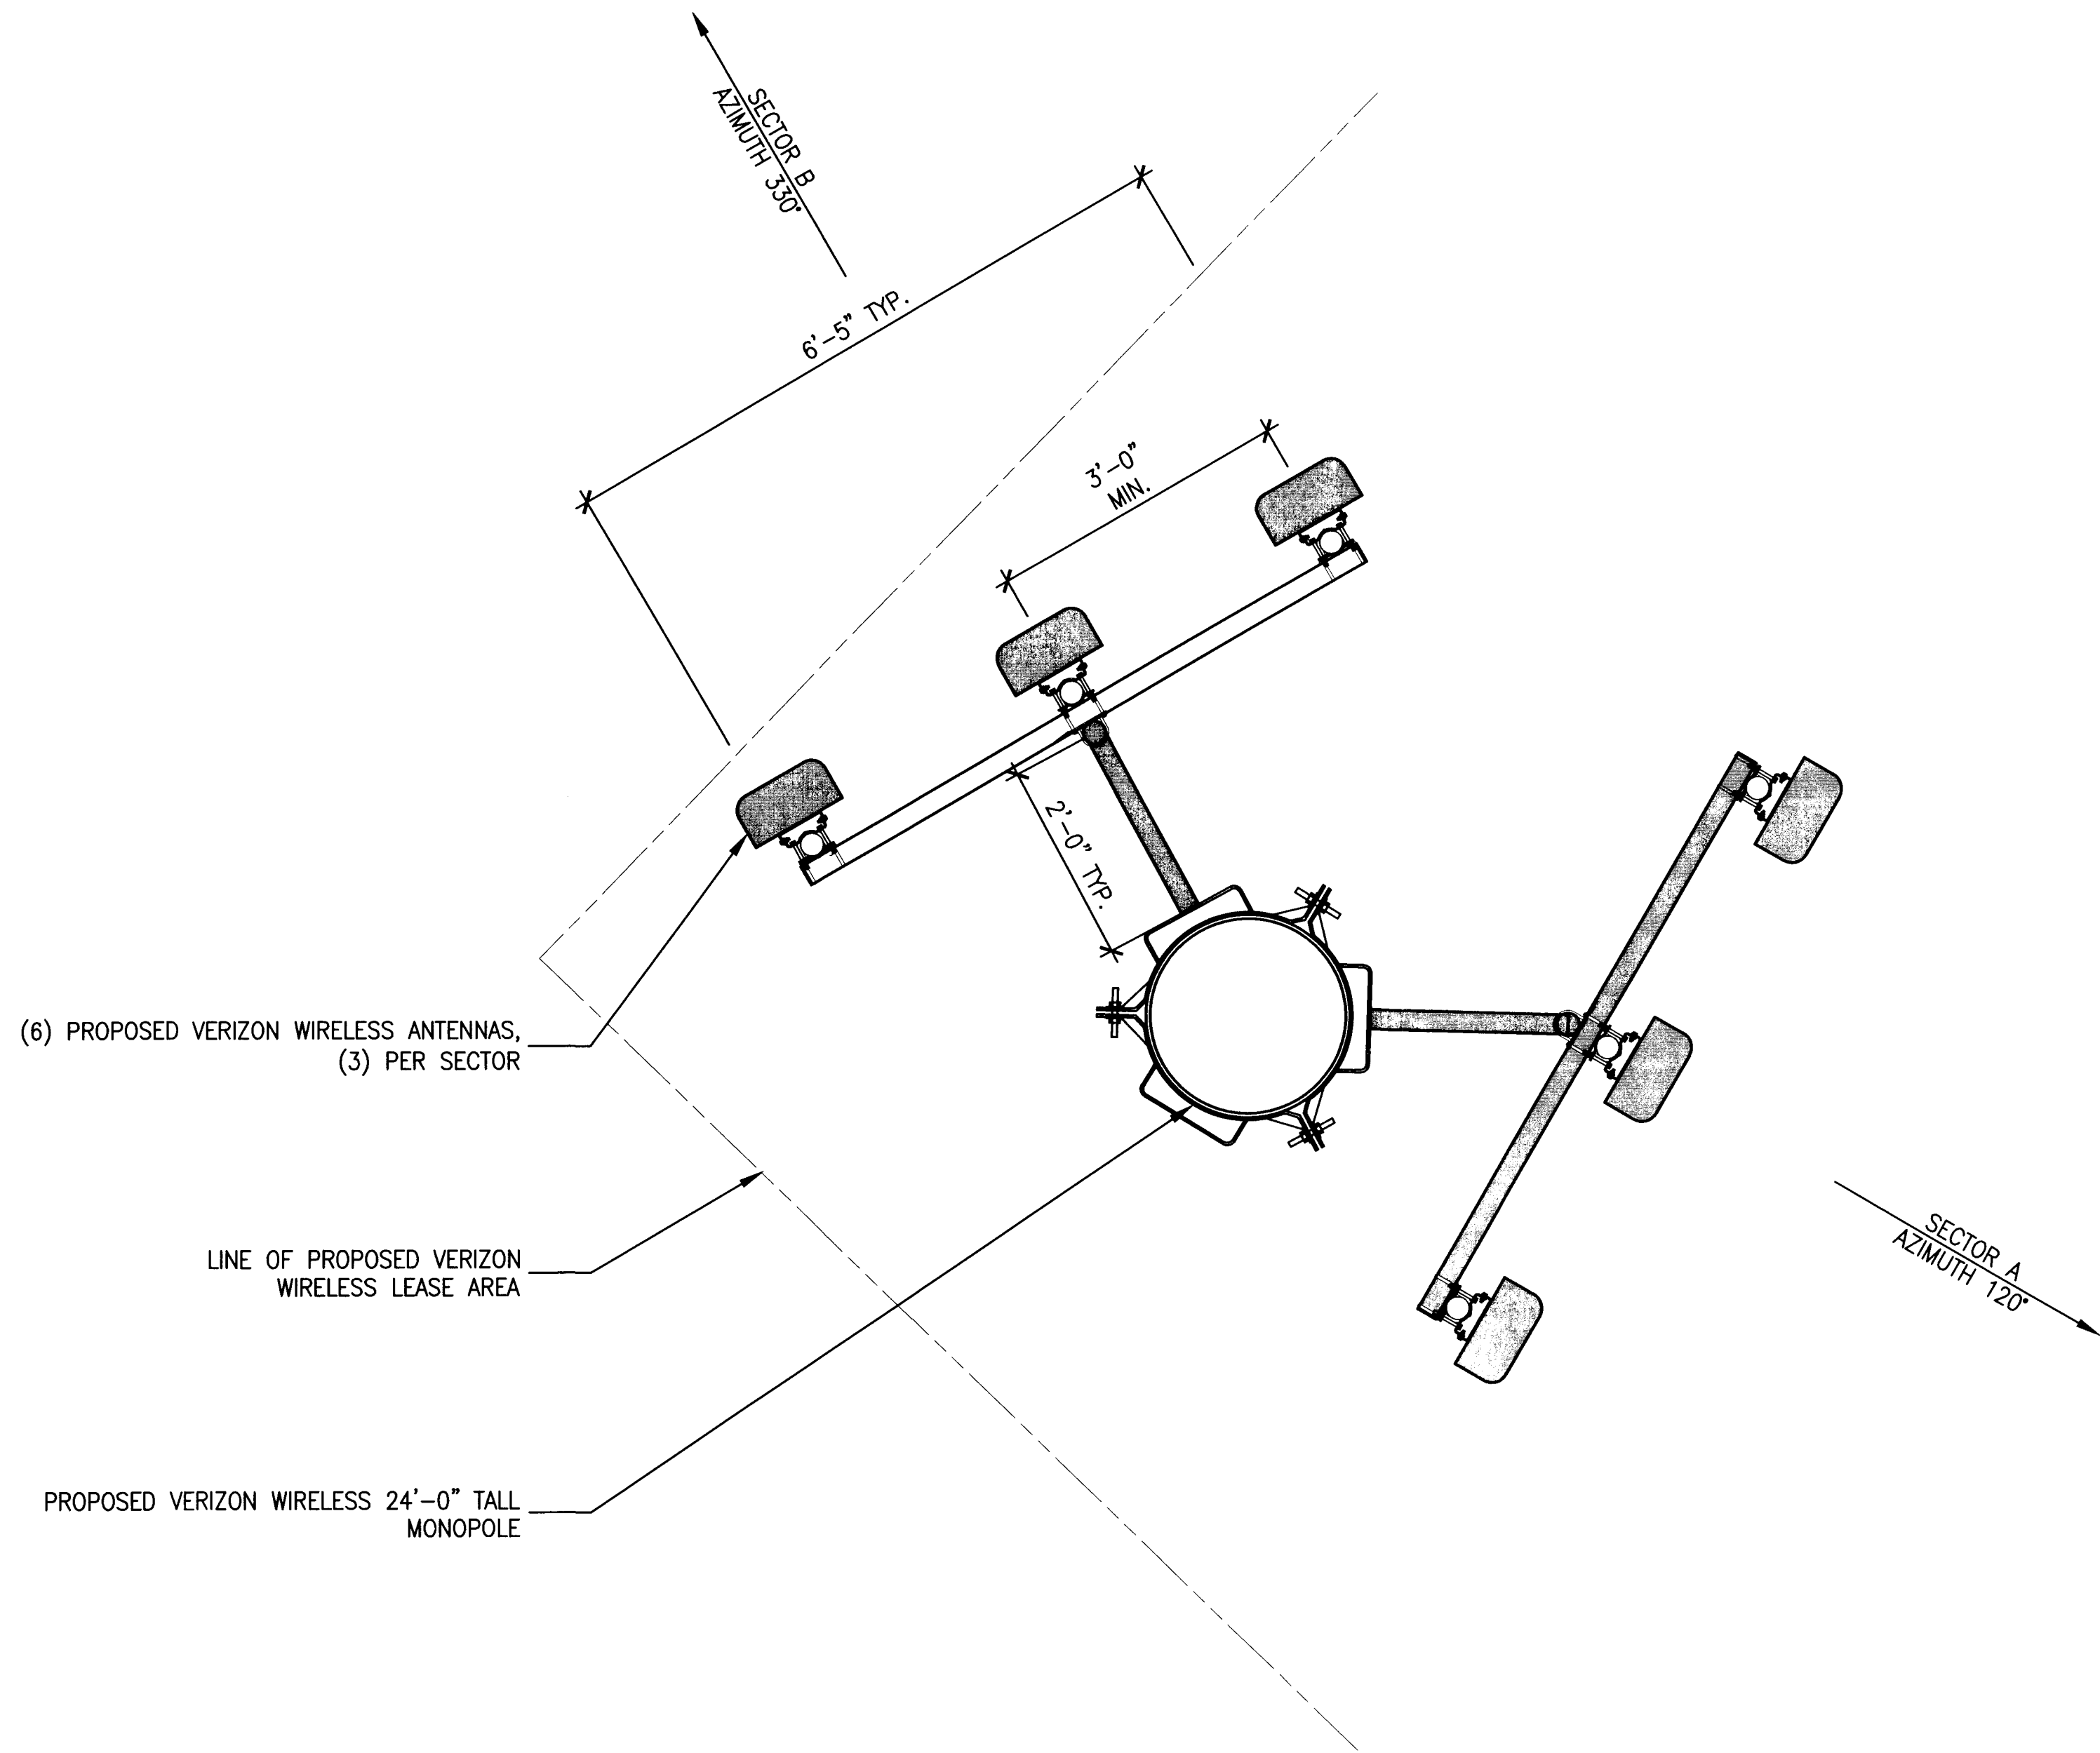 SECTOR B
AZIMUTH 330°
6'-5" TYP.
3'-0"
MIN.
2'-0" TYP.
(6) PROPOSED VERIZON WIRELESS ANTENNAS,
(3) PER SECTOR
LINE OF PROPOSED VERIZON
WIRELESS LEASE AREA
SECTOR A
AZIMUTH 120°
PROPOSED VERIZON WIRELESS 24'-0" TALL
MONOPOLE